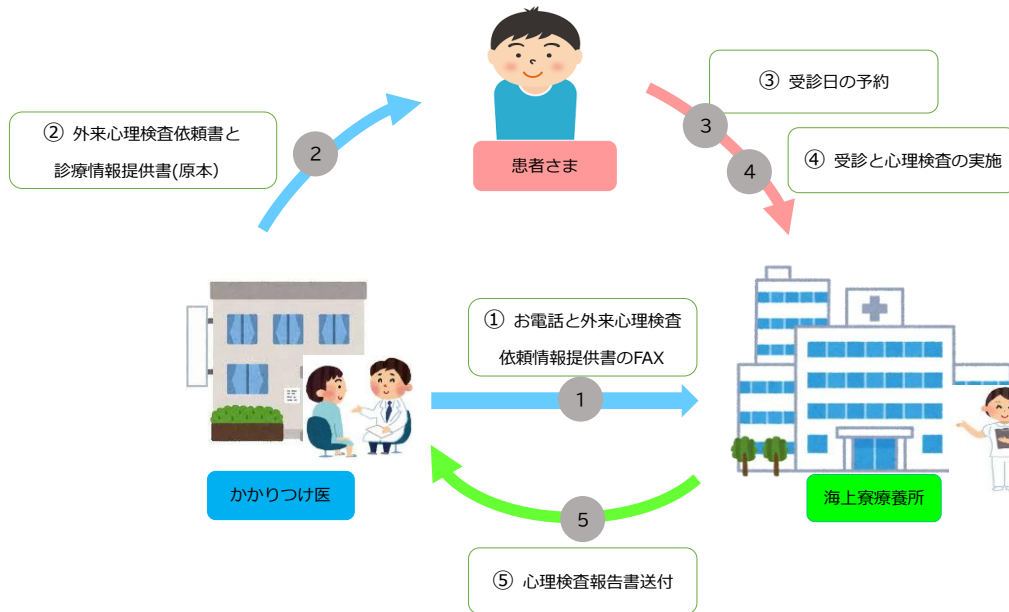 ③ 受診日の予約
② 外来心理検査依頼書と
診療情報提供書(原本)
2
3
患者さま
4
④ 受診と心理検査の実施
① お電話と外来心理検査
依頼情報提供書のFAX
1
かかりつけ医
海上寮療養所
5
⑤ 心理検査報告書送付